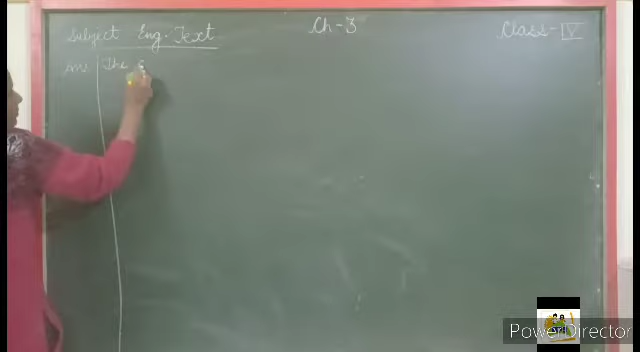 Subject Eng. Text Ch-3 Class-V
Ans The
PowerDirector